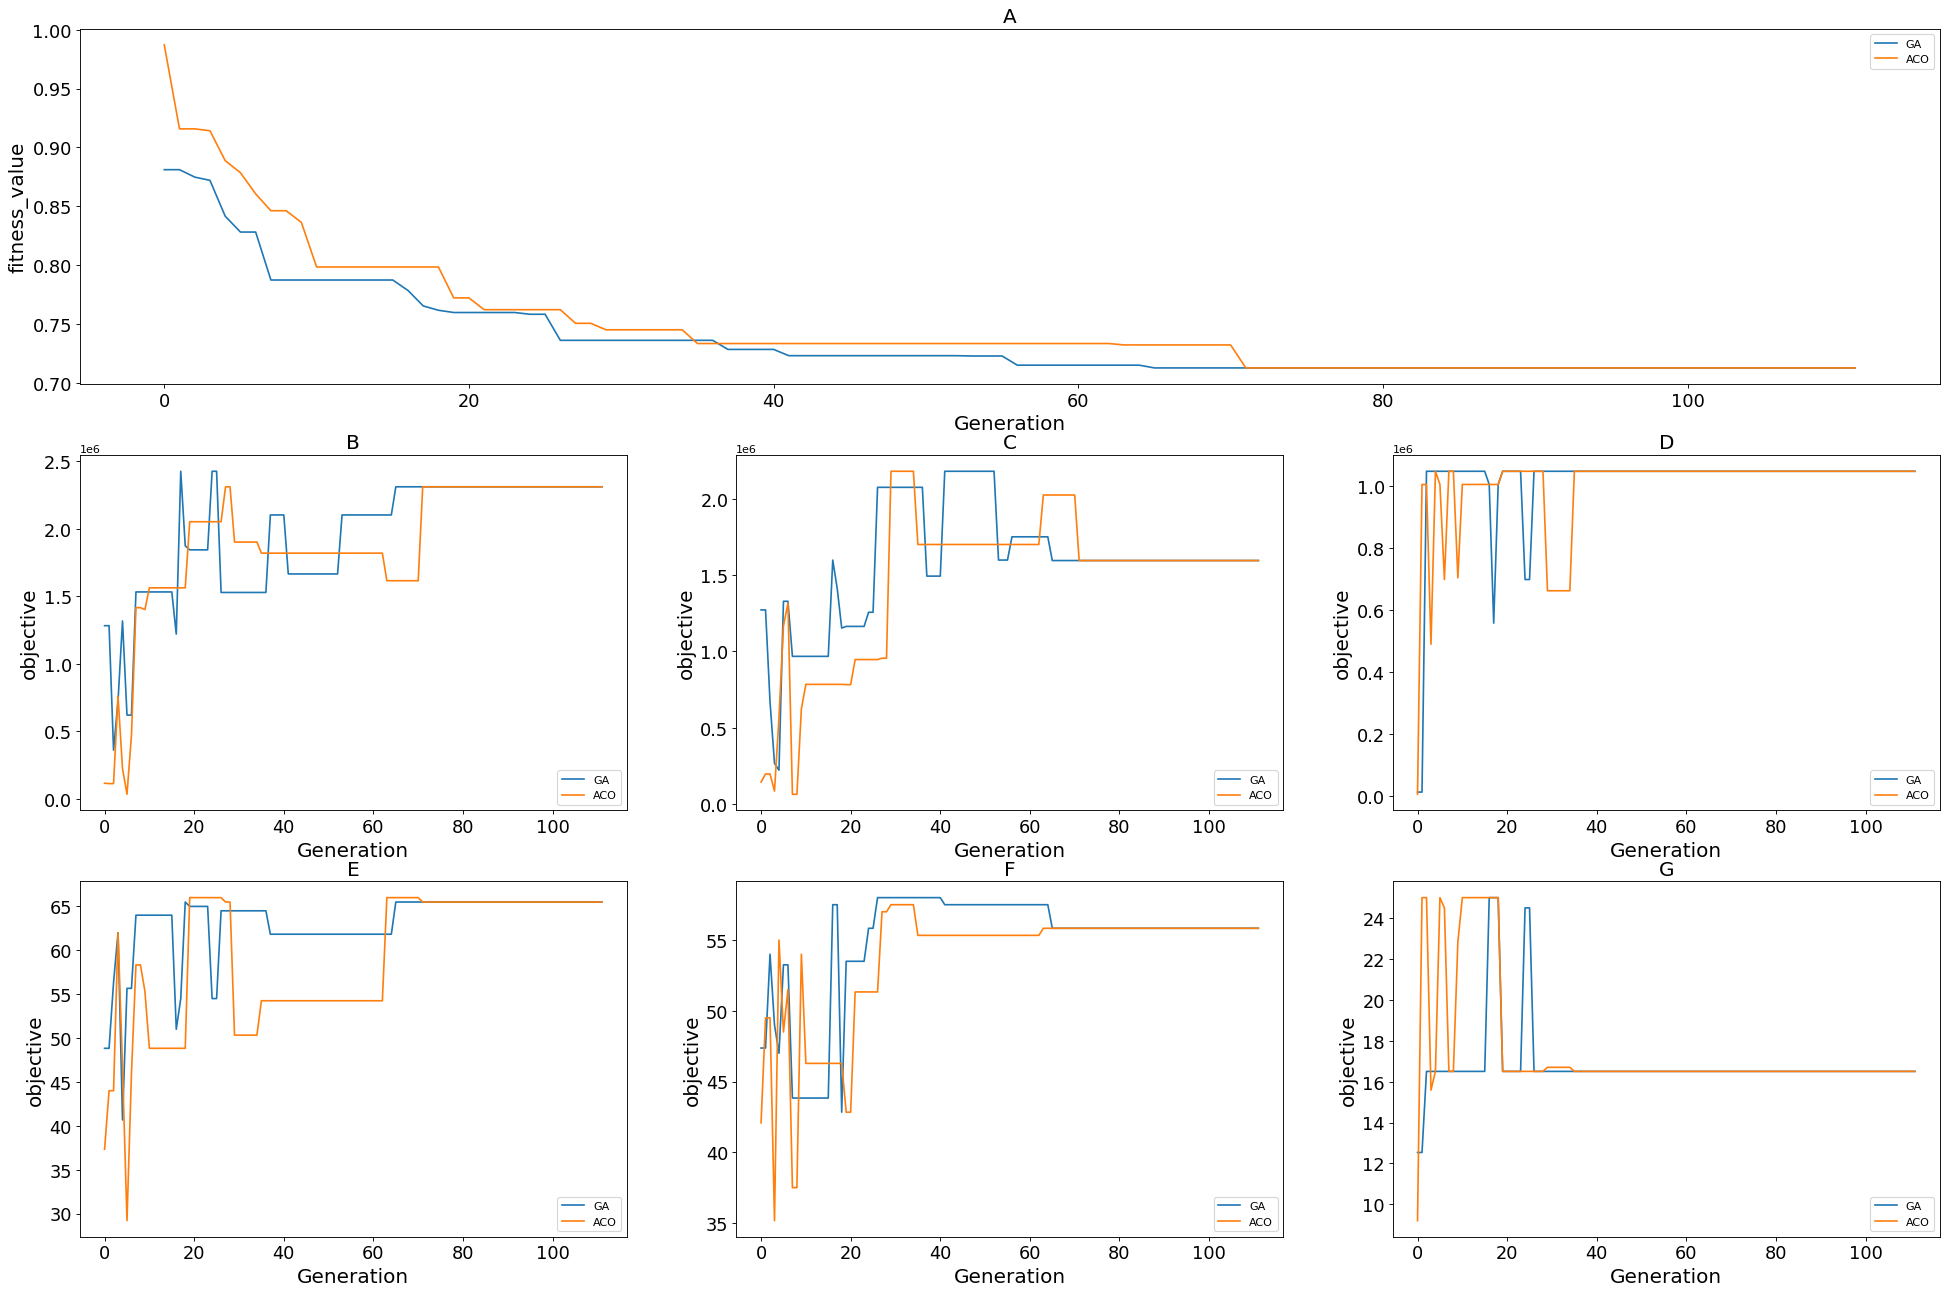 A
1.00
0.95
0.90
0.85
0.80
0.75
0.70
fitness_value
GA
ACO
0 20 40 60 80 100
Generation
B
1e6
2.5
2.0
1.5
1.0
0.5
0.0
objective
GA
ACO
0 20 40 60 80 100
Generation
C
1e6
2.0
1.5
1.0
0.5
0.0
objective
GA
ACO
0 20 40 60 80 100
Generation
D
1e6
1.0
0.8
0.6
0.4
0.2
0.0
objective
GA
ACO
0 20 40 60 80 100
Generation
E
65
60
55
50
45
40
35
30
objective
GA
ACO
0 20 40 60 80 100
Generation
F
55
50
45
40
35
objective
GA
ACO
0 20 40 60 80 100
Generation
G
24
22
20
18
16
14
12
10
objective
GA
ACO
0 20 40 60 80 100
Generation